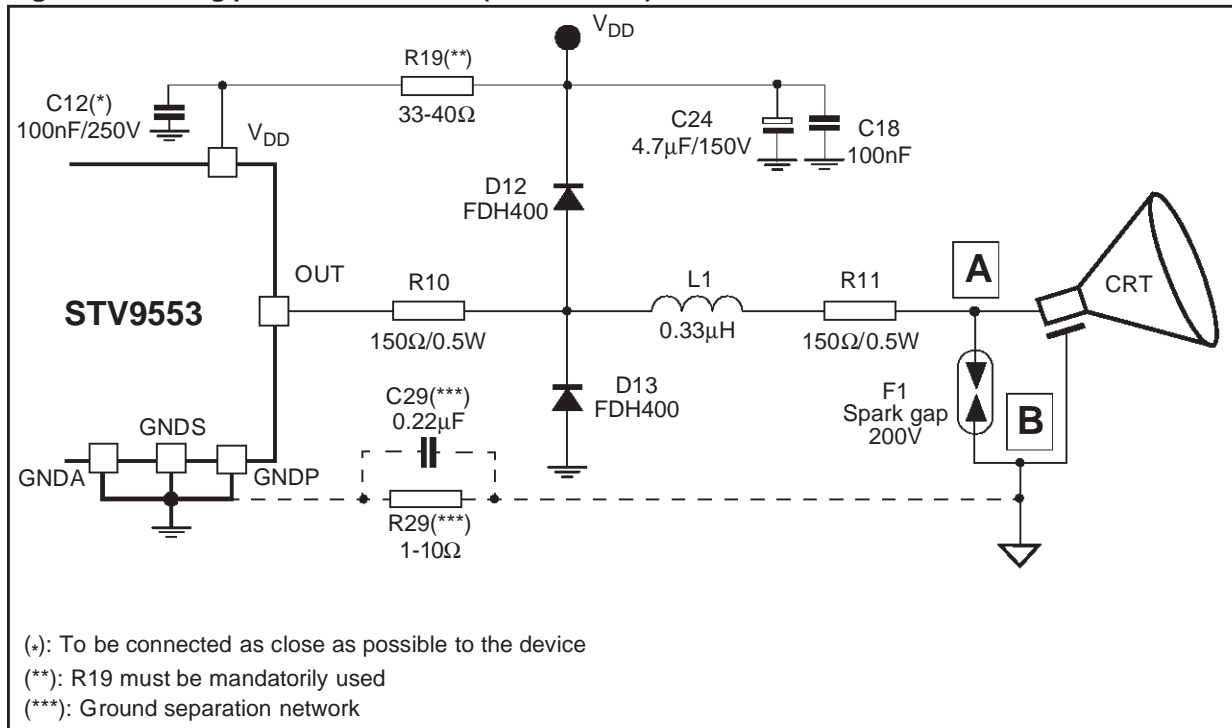 V_DD
R19(**)
33-40Ω
C12(*)
100nF/250V
V_DD
C24
4.7μF/150V
C18
100nF
D12
FDH400
A
OUT
R10
L1
R11
CRT
STV9553
150Ω/0.5W
0.33μH
150Ω/0.5W
D13
FDH400
C29(***)
0.22μF
F1
Spark gap
200V
B
GNDS
GNDA
GNDP
R29(***)
1-10Ω
(*): To be connected as close as possible to the device
(**): R19 must be mandatorily used
(***): Ground separation network